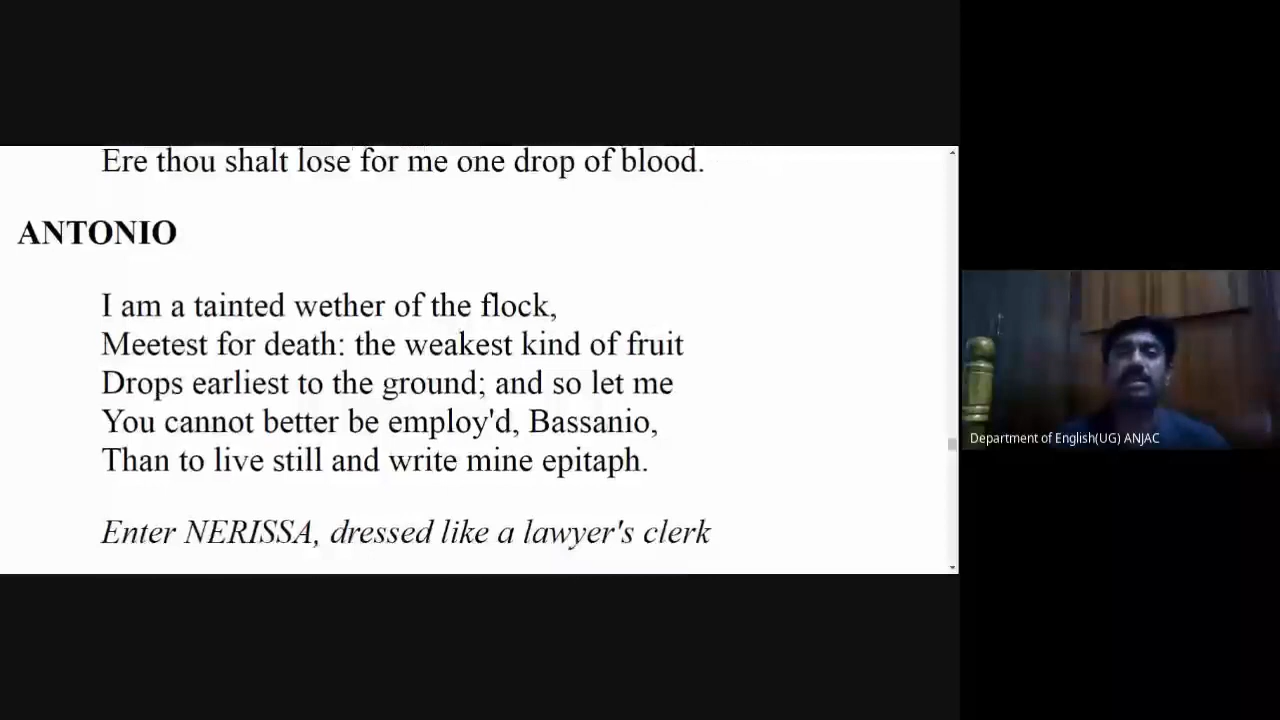 Ere thou shalt lose for me one drop of blood.
ANTONIO
I am a tainted wether of the flock,
Meetest for death: the weakest kind of fruit
Drops earliest to the ground; and so let me
You cannot better be employ'd, Bassanio,
Than to live still and write mine epitaph.
Enter NERISSA, dressed like a lawyer's clerk
Department of English(UG) ANJAC